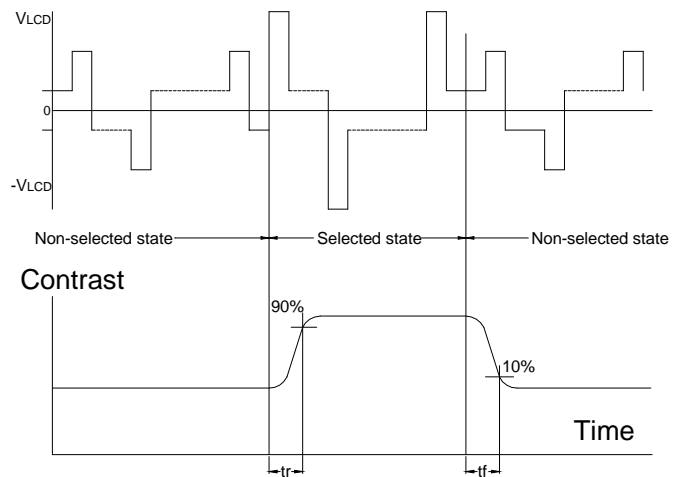 VLCD
0
-VLCD
Non-selected state
Selected state
Non-selected state
Contrast
90%
10%
Time
tr
tf